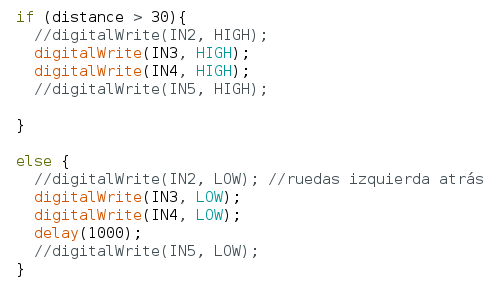 if (distance > 30){
//digitalWrite(IN2, HIGH);
digitalWrite(IN3, HIGH);
digitalWrite(IN4, HIGH);
//digitalWrite(IN5, HIGH);
}
else {
//digitalWrite(IN2, LOW); //ruedas izquierda atrás
digitalWrite(IN3, LOW);
digitalWrite(IN4, LOW);
delay(1000);
//digitalWrite(IN5, LOW);
}